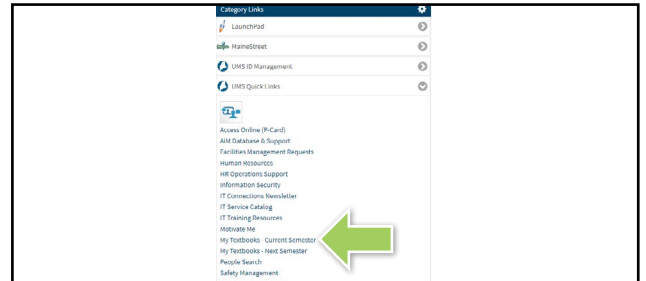 Category Links
LaunchPad
MaineStreet
UMS ID Management
UMS Quick Links
Access Online (P-Card)
AiM Database & Support
Facilities Management Requests
Human Resources
HR Operations Support
Information Security
IT Connections Newsletter
IT Service Catalog
IT Training Resources
Motivate Me
My Textbooks - Current Semester
My Textbooks - Next Semester
People Search
Safety Management